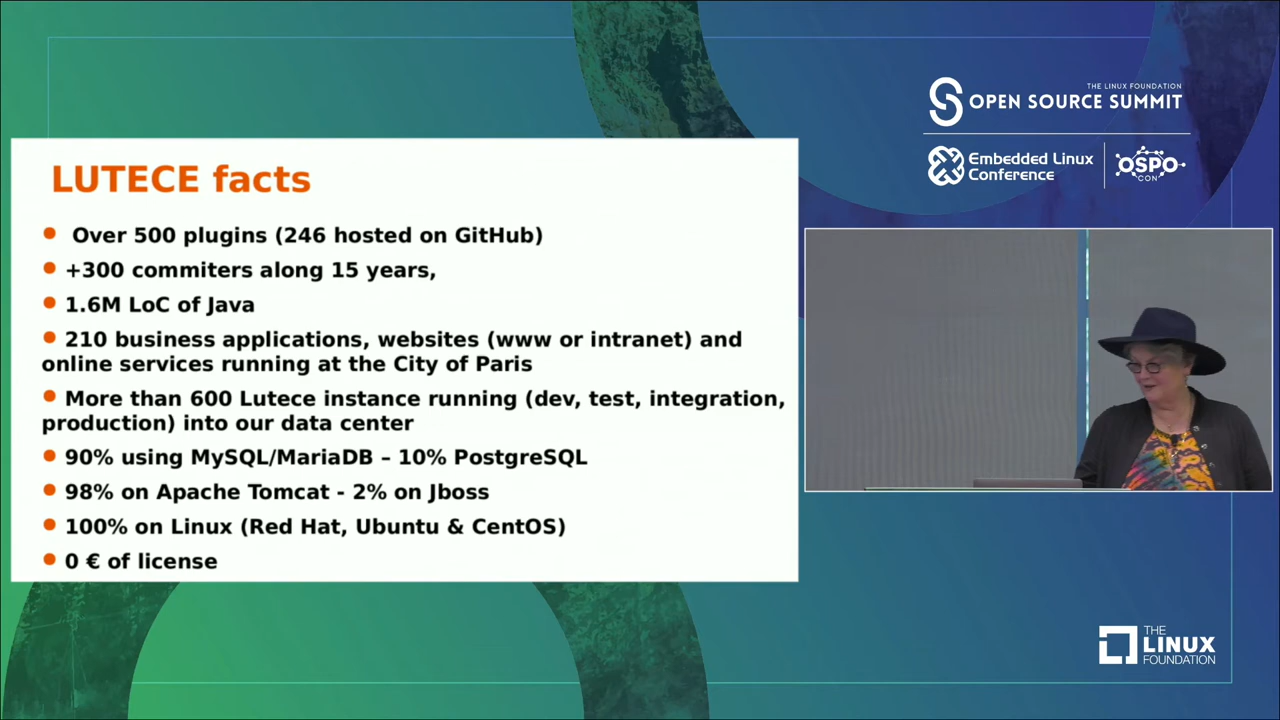 THE LINUX FOUNDATION
OPEN SOURCE SUMMIT
Embedded Linux
Conference
OSPO
CON
LUTECE facts
Over 500 plugins (246 hosted on GitHub)
+300 commiters along 15 years,
1.6M LoC of Java
210 business applications, websites (www or intranet) and
online services running at the City of Paris
More than 600 Lutece instance running (dev, test, integration,
production) into our data center
90% using MySQL/MariaDB – 10% PostgreSQL
98% on Apache Tomcat - 2% on Jboss
100% on Linux (Red Hat, Ubuntu & CentOS)
0 € of license
THE
LINUX
FOUNDATION